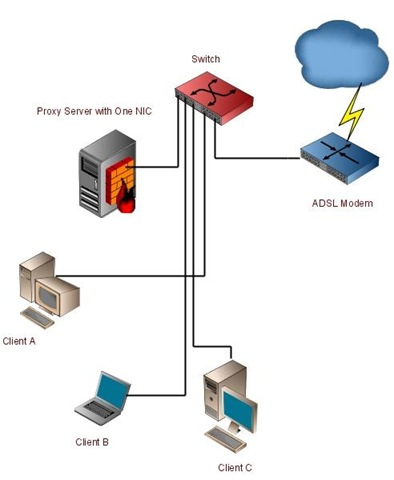 Switch
Proxy Server with One NIC
ADSL Modem
Client A
Client B
Client C